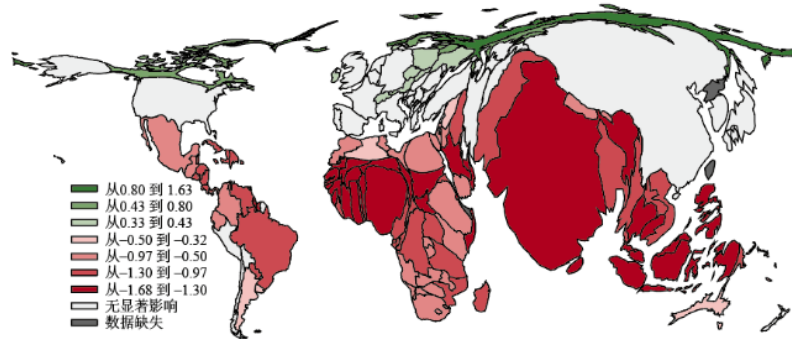 从0.80 到 1.63
从0.43 到 0.80
从0.33 到 0.43
从–0.50 到 –0.32
从–0.97 到 –0.50
从–1.30 到 –0.97
从–1.68 到 –1.30
无显著影响
数据缺失